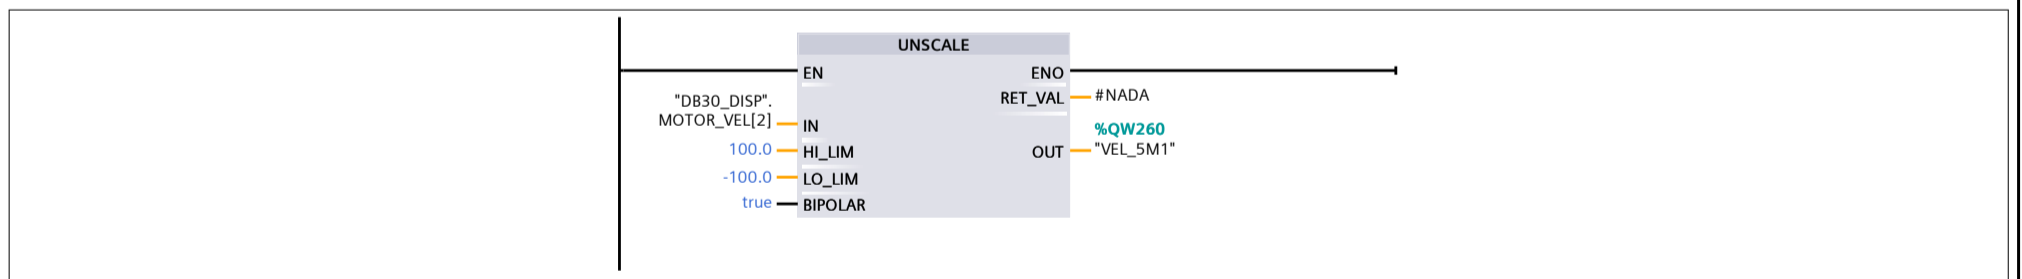 UNSCALE
EN
ENO
"DB30_DISP".
MOTOR_VEL[2]
IN
RET_VAL
#NADA
100.0
HI_LIM
%QW260
OUT
"VEL_5M1"
-100.0
LO_LIM
true
BIPOLAR